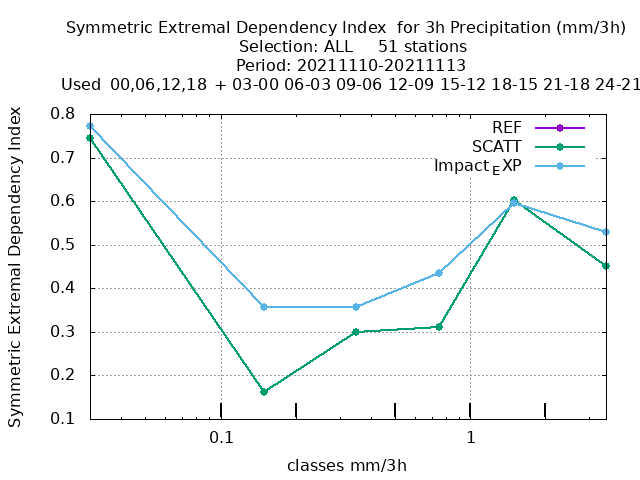 Symmetric Extremal Dependency Index  for 3h Precipitation (mm/3h)
Selection: ALL     51 stations
Period: 20211110-20211113
Used  00,06,12,18  + 03-00 06-03 09-06 12-09 15-12 18-15 21-18 24-21
Symmetric Extremal Dependency Index
0.8
0.7
0.6
0.5
0.4
0.3
0.2
0.1
REF
SCATT
Impact_EXP
0.1 1
classes mm/3h